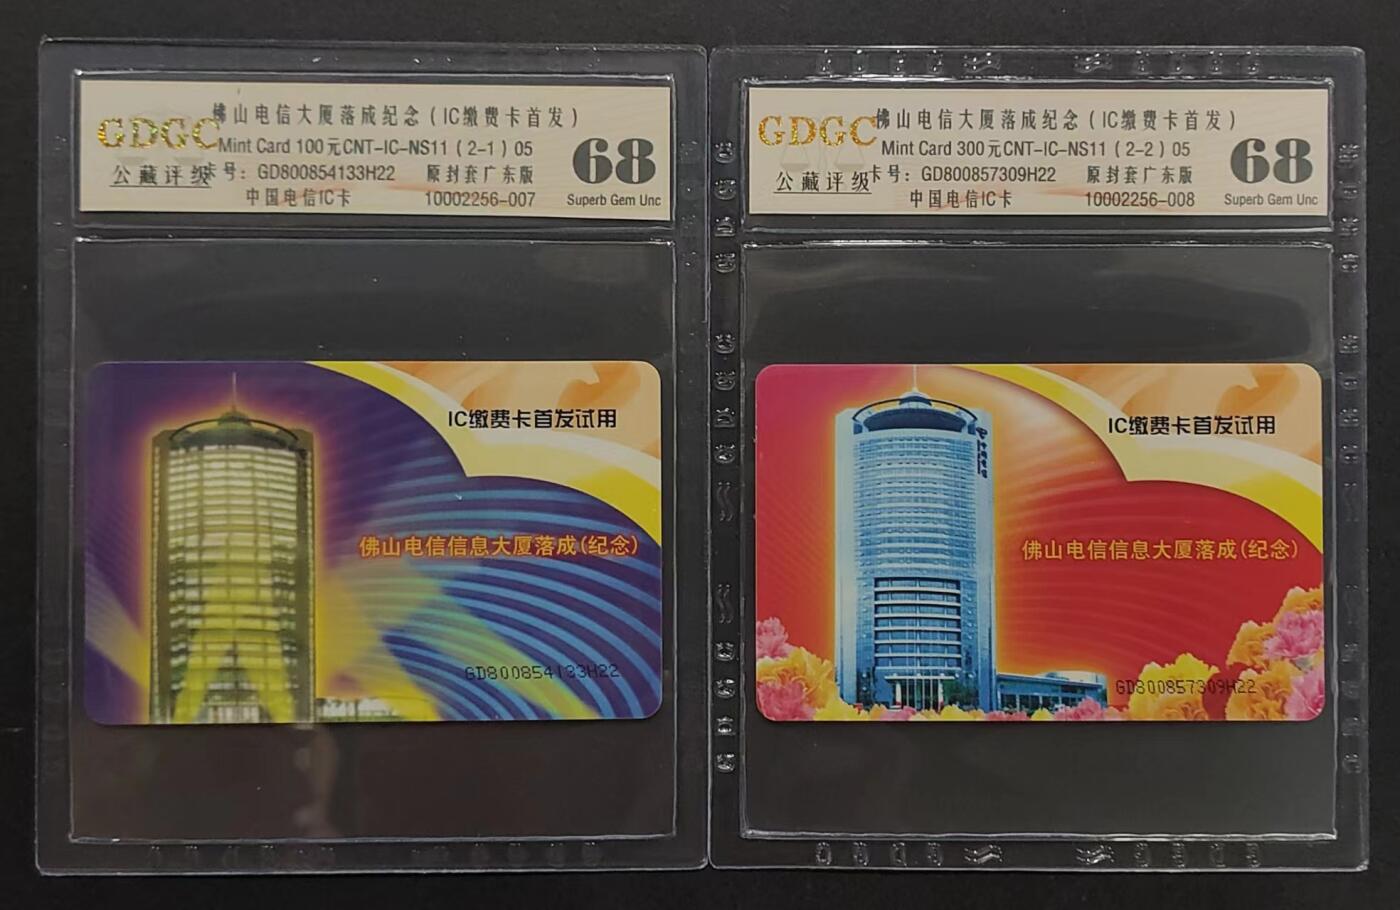 佛山电信大厦落成纪念(IC缴费卡首发)
GDGC
Mint Card 100元CNT-IC-NS11(2-1)05
公藏评级
卡号: GD800854133H22 原封套广东版
中国电信IC卡 10002256-007
68
Superb Gem Unc
IC缴费卡首发试用
佛山电信信息大厦落成(纪念)
GD800854133H22
佛山电信大厦落成纪念(IC缴费卡首发)
GDGC
Mint Card 300元CNT-IC-NS11(2-2)05
公藏评级
卡号: GD800857309H22 原封套广东版
中国电信IC卡 10002256-008
68
Superb Gem Unc
IC缴费卡首发试用
佛山电信信息大厦落成(纪念)
GD800857309H22